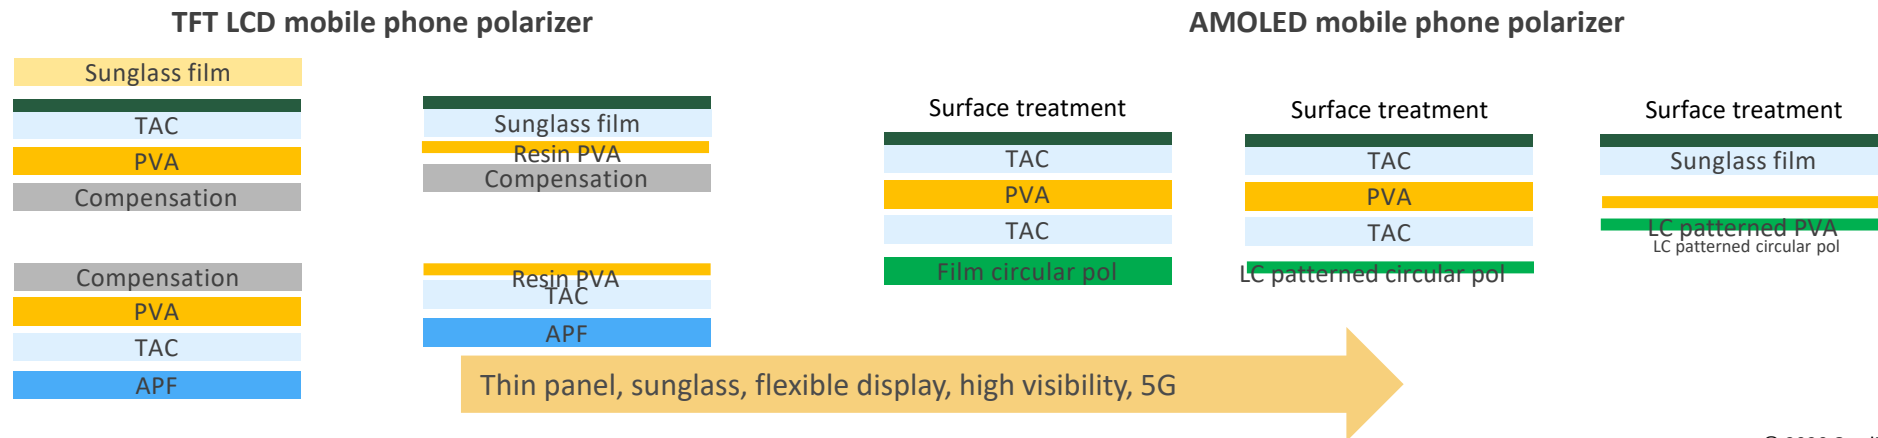 TFT LCD mobile phone polarizer
Sunglass film
TAC
PVA
Compensation
Compensation
PVA
TAC
APF
Sunglass film
Resin PVA
Compensation
Resin PVA
TAC
APF
AMOLED mobile phone polarizer
Surface treatment
TAC
PVA
TAC
Film circular pol
Surface treatment
TAC
PVA
TAC
LC patterned circular pol
Surface treatment
Sunglass film
LC patterned PVA
LC patterned circular pol
Thin panel, sunglass, flexible display, high visibility, 5G